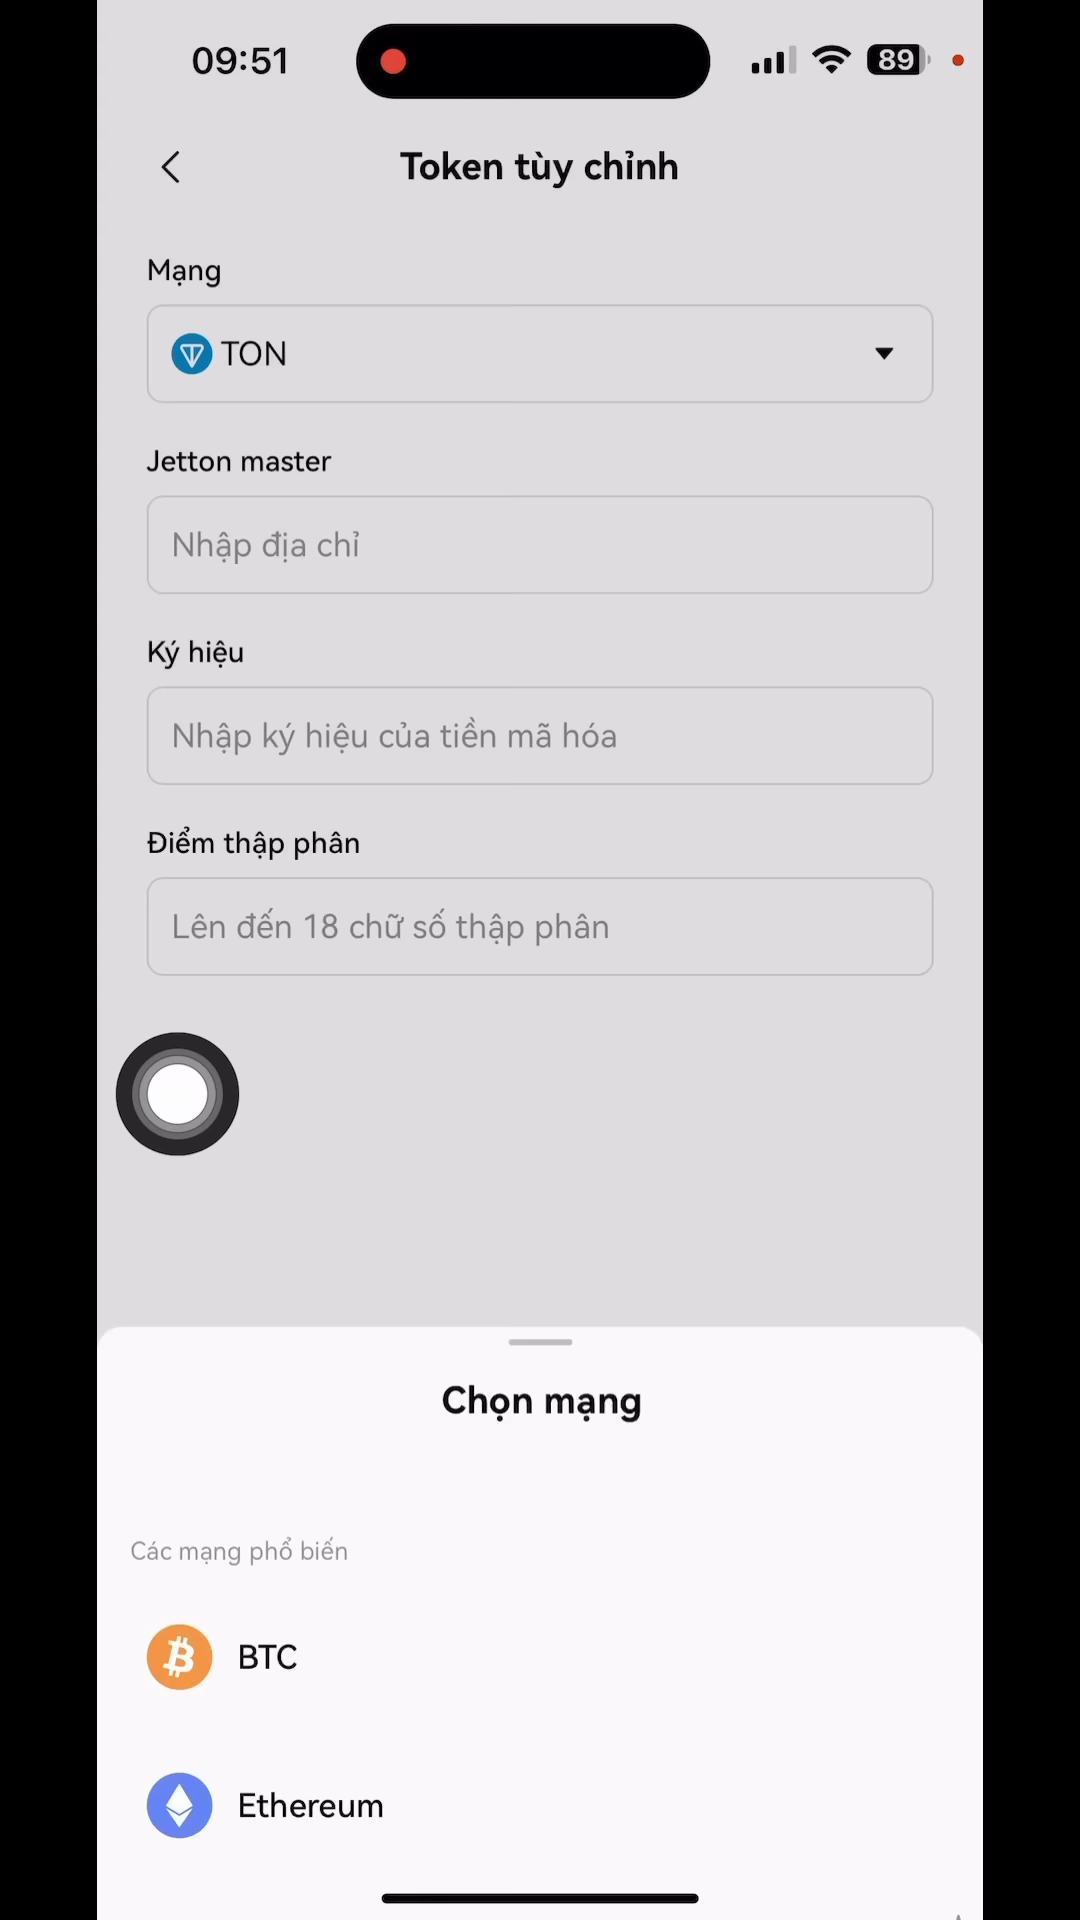 09:51
89
Token tùy chỉnh
Mạng
TON
Jetton master
Nhập địa chỉ
Ký hiệu
Nhập ký hiệu của tiền mã hóa
Điểm thập phân
Lên đến 18 chữ số thập phân
Chọn mạng
Các mạng phổ biến
BTC
Ethereum